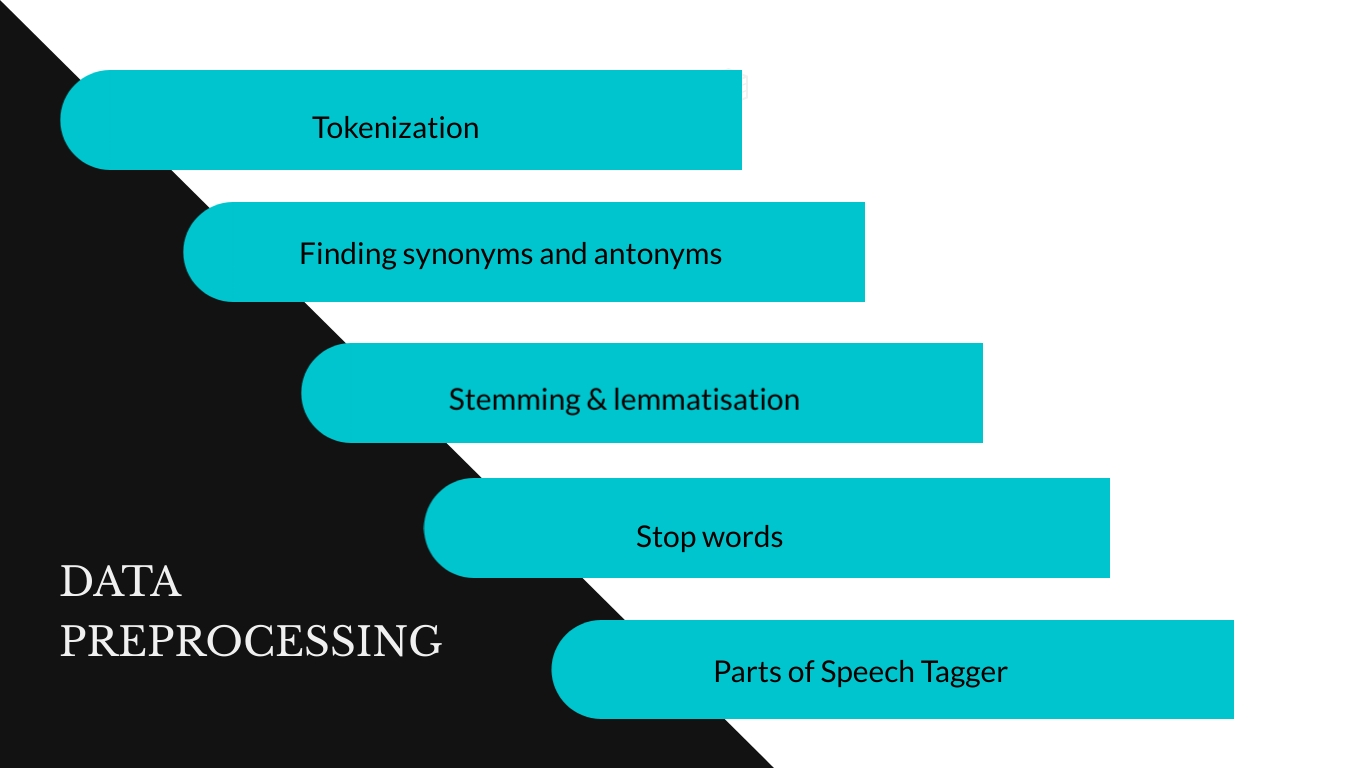 Tokenization
Finding synonyms and antonyms
Stemming & lemmatisation
Stop words
DATA
PREPROCESSING
Parts of Speech Tagger